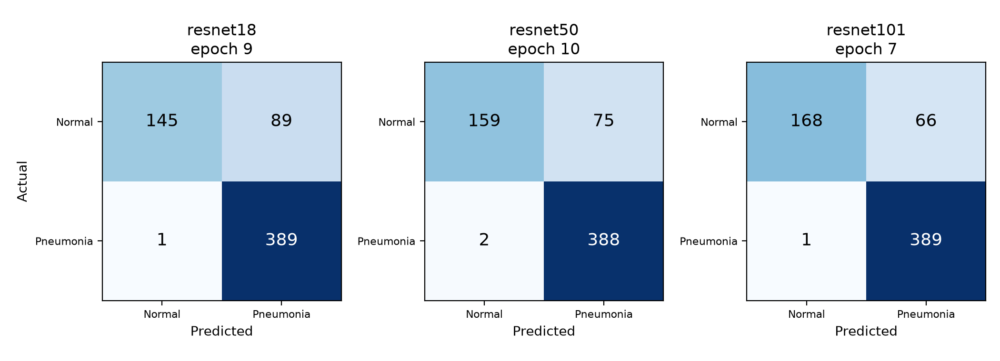 resnet18
epoch 9
resnet50
epoch 10
resnet101
epoch 7
Actual
Normal
145 89
Pneumonia
1 389
Normal Pneumonia
Predicted
Normal
159 75
Pneumonia
2 388
Normal Pneumonia
Predicted
Normal
168 66
Pneumonia
1 389
Normal Pneumonia
Predicted